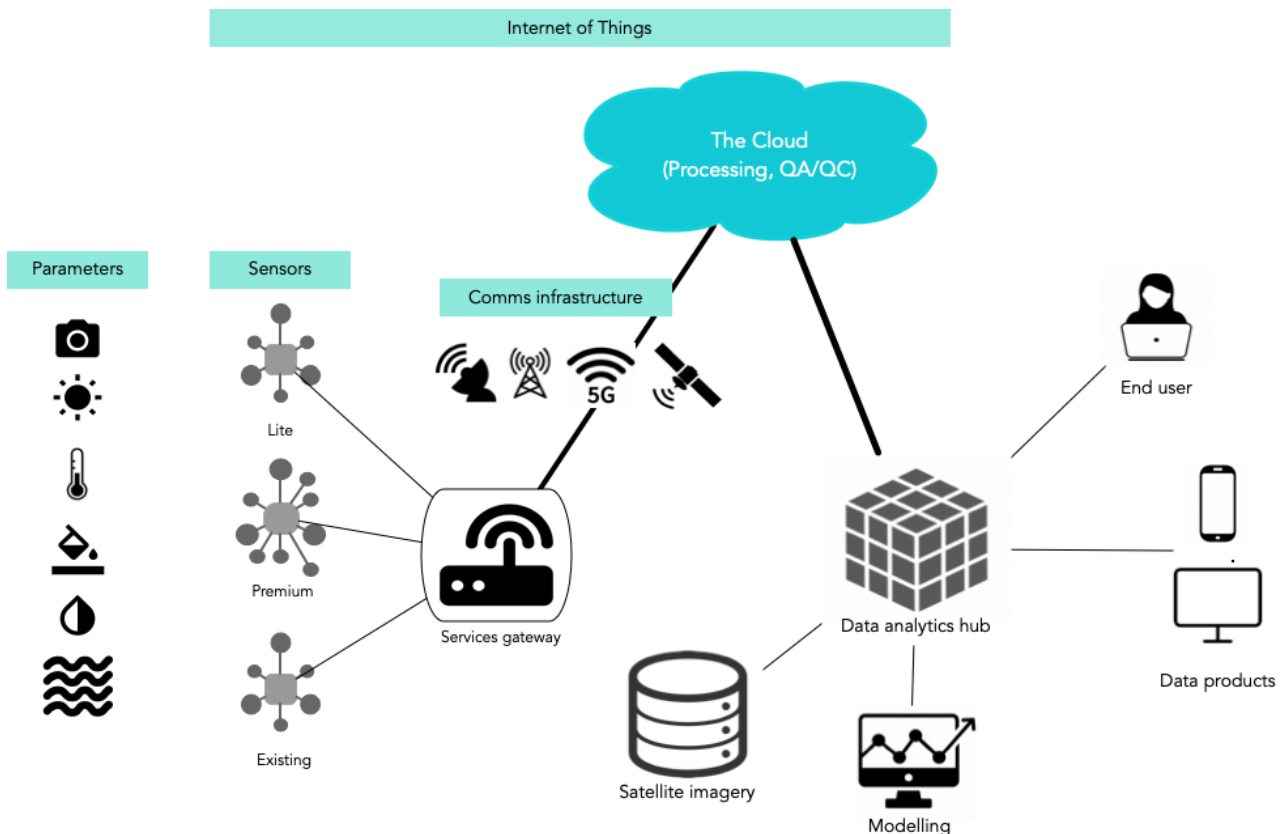 Internet of Things
The Cloud
(Processing, QA/QC)
Parameters
Sensors
Comms infrastructure
5G
Lite
End user
Premium
Services gateway
Data analytics hub
Data products
Existing
Satellite imagery
Modelling